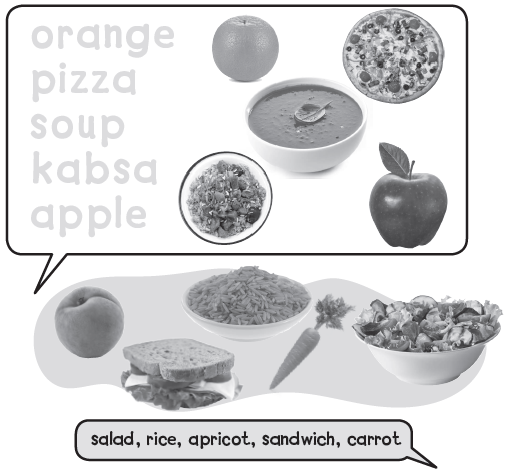 orange
pizza
soup
kabsa
apple
salad, rice, apricot, sandwich, carrot